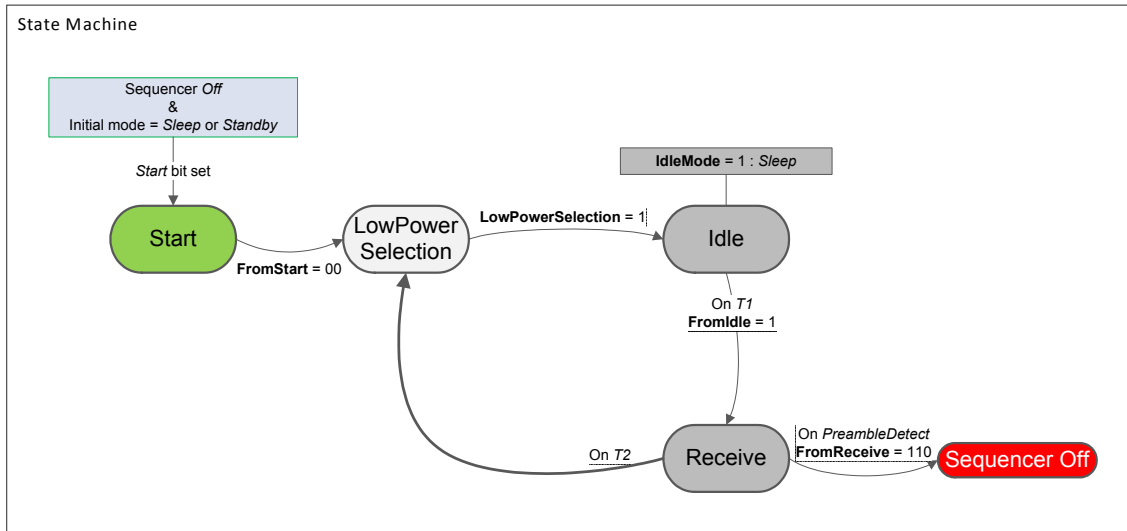 State Machine
Sequencer Off
&
Initial mode = Sleep or Standby
Start bit set
IdleMode = 1 : Sleep
Start
FromStart = 00
LowPower
Selection
LowPowerSelection = 1
Idle
On T1
FromIdle = 1
On T2
Receive
On PreambleDetect
FromReceive = 110
Sequencer Off